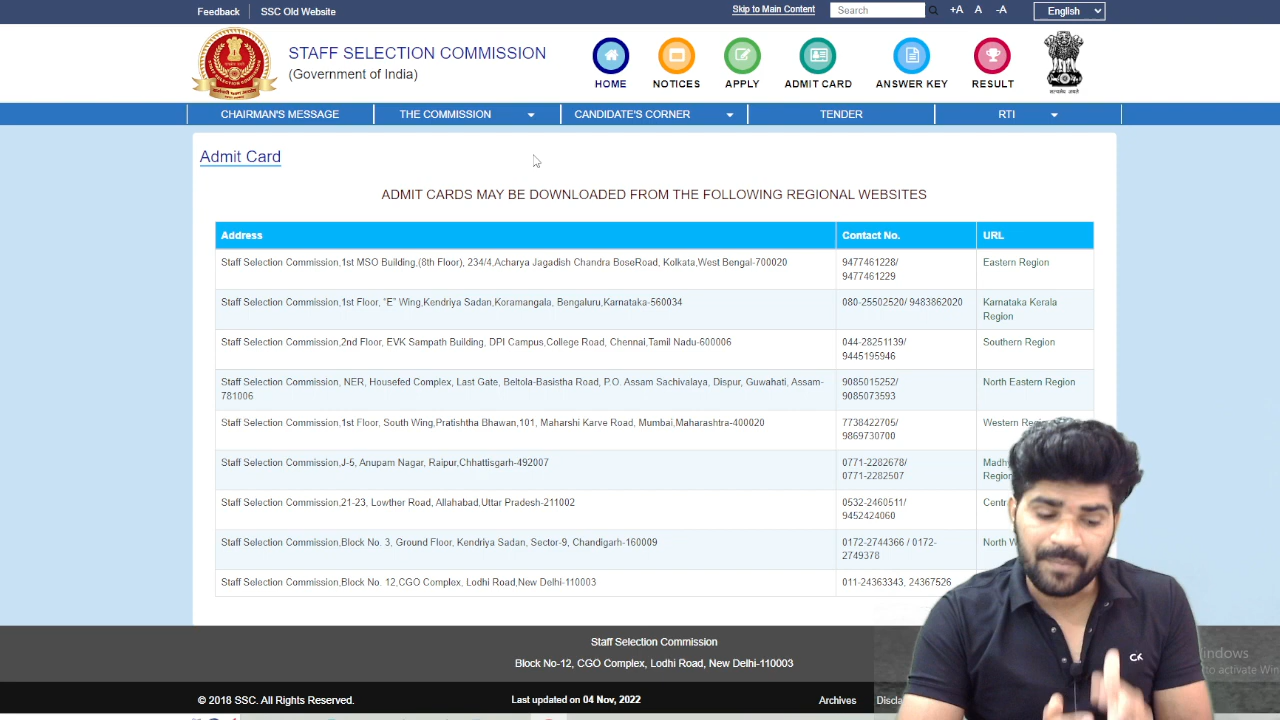 Feedback
SSC Old Website
Skip to Main Content
Search
+A A -A
English
STAFF SELECTION COMMISSION
(Government of India)
HOME
NOTICES
APPLY
ADMIT CARD
ANSWER KEY
RESULT
CHAIRMAN'S MESSAGE
THE COMMISSION
CANDIDATE'S CORNER
TENDER
RTI
Admit Card
ADMIT CARDS MAY BE DOWNLOADED FROM THE FOLLOWING REGIONAL WEBSITES
Address
Contact No.
URL
Staff Selection Commission,1st MSO Building,(8th Floor), 234/4,Acharya Jagadish Chandra BoseRoad, Kolkata,West Bengal-700020
9477461228/
9477461229
Eastern Region
Staff Selection Commission,1st Floor, "E" Wing,Kendriya Sadan,Koramangala, Bengaluru,Karnataka-560034
080-25502520/ 9483862020
Karnataka Kerala
Region
Staff Selection Commission,2nd Floor, EVK Sampath Building, DPI Campus,College Road, Chennai,Tamil Nadu-600006
044-28251139/
9445195946
Southern Region
Staff Selection Commission, NER, Housefed Complex, Last Gate, Beltola-Basistha Road, P.O. Assam Sachivalaya, Dispur, Guwahati, Assam-
781006
9085015252/
9085073593
North Eastern Region
Staff Selection Commission,1st Floor, South Wing,Pratishtha Bhawan,101, Maharshi Karve Road, Mumbai,Maharashtra-400020
7738422705/
9869730700
Western
Staff Selection Commission,J-5, Anupam Nagar, Raipur,Chhattisgarh-492007
0771-2282678/
0771-2282507
Staff Selection Commission,21-23, Lowther Road, Allahabad,Uttar Pradesh-211002
0532-2460511/
9452424060
Staff Selection Commission,Block No. 3, Ground Floor, Kendriya Sadan, Sector-9, Chandigarh-160009
0172-2744366 / 0172-
2749378
North
Staff Selection Commission,Block No. 12,CGO Complex, Lodhi Road,New Delhi-110003
011-24363343, 24367526
Staff Selection Commission
Block No-12, CGO Complex, Lodhi Road, New Delhi-110003
© 2018 SSC. All Rights Reserved.
Last updated on 04 Nov, 2022
Archives
CK
to activate